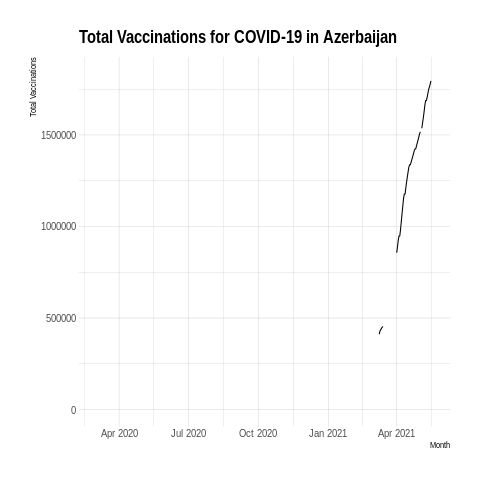 Total Vaccinations for COVID-19 in Azerbaijan
Total Vaccinations
1500000
1000000
500000
0
Apr 2020 Jul 2020 Oct 2020 Jan 2021 Apr 2021
Month